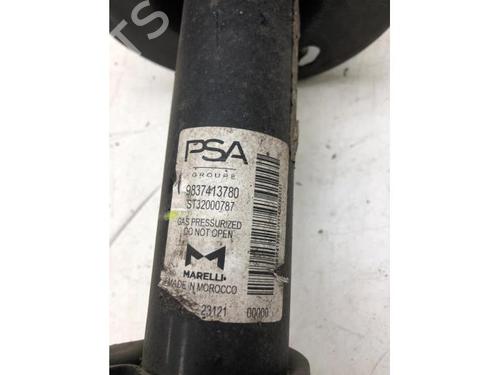 PSA
GROUPE
9837413780
ST32000787
GAS PRESSURIZED
DO NOT OPEN
MARELLI
MADE IN MOROCCO
23121 00000